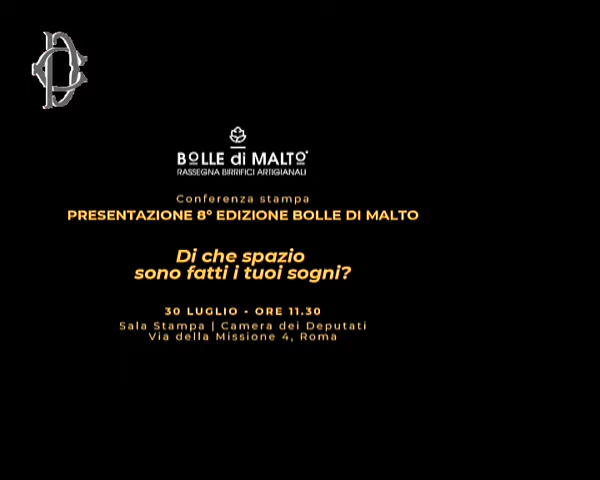 BOLLE di MALTO
RASSEGNA BIRRIFICI ARTIGIANALI
Conferenza stampa
PRESENTAZIONE 8° EDIZIONE BOLLE DI MALTO
Di che spazio
sono fatti i tuoi sogni?
30 LUGLIO - ORE 11.30
Sala Stampa | Camera dei Deputati
Via della Missione 4, Roma